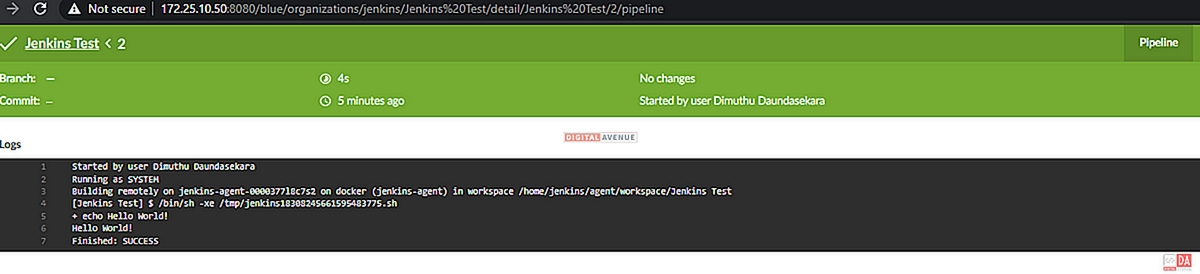 Not secure | 172.25.10.50:8080/blue/organizations/jenkins/Jenkins%20Test/detail/Jenkins%20Test/2/pipeline
Jenkins Test < 2 Pipeline
Branch: — 4s No changes
Commit: — 5 minutes ago Started by user Dimuthu Daundasekara
DIGITAL AVENUE
Logs
1 Started by user Dimuthu Daundasekara
2 Running as SYSTEM
3 Building remotely on jenkins-agent-0000377l8c7s2 on docker (jenkins-agent) in workspace /home/jenkins/agent/workspace/Jenkins Test
4 [Jenkins Test] $ /bin/sh -xe /tmp/jenkins18308245661595483775.sh
5 + echo Hello World!
6 Hello World!
7 Finished: SUCCESS
DA